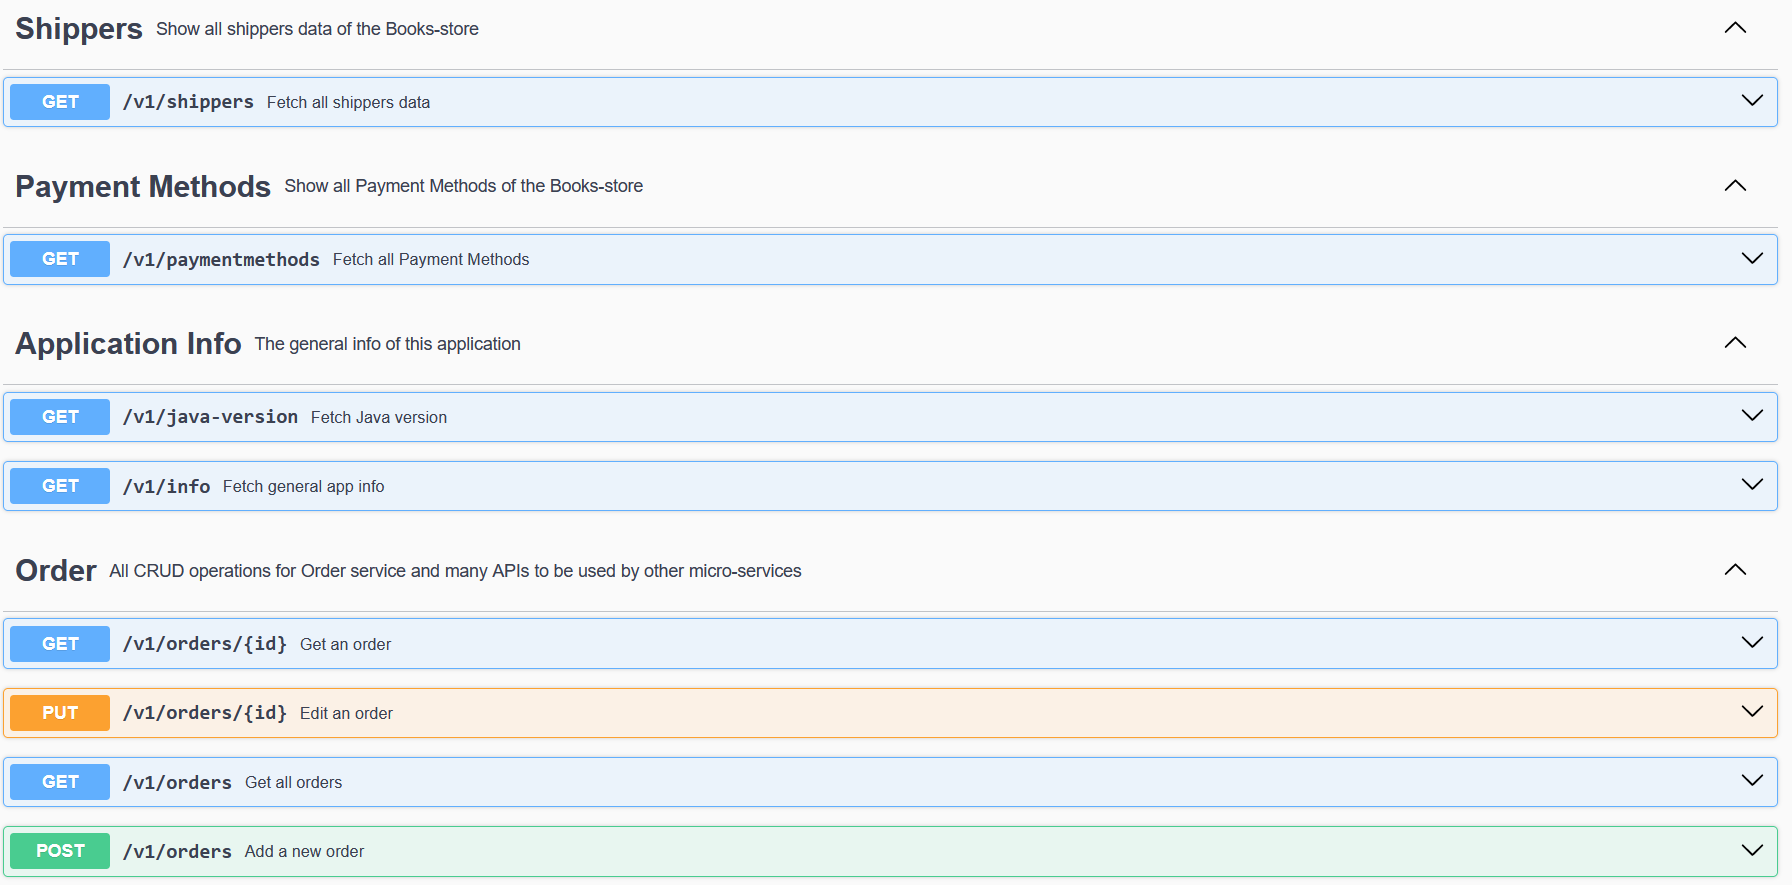 Shippers Show all shippers data of the Books-store
GET /v1/shippers Fetch all shippers data
Payment Methods Show all Payment Methods of the Books-store
GET /v1/paymentmethods Fetch all Payment Methods
Application Info The general info of this application
GET /v1/java-version Fetch Java version
GET /v1/info Fetch general app info
Order All CRUD operations for Order service and many APIs to be used by other micro-services
GET /v1/orders/{id} Get an order
PUT /v1/orders/{id} Edit an order
GET /v1/orders Get all orders
POST /v1/orders Add a new order